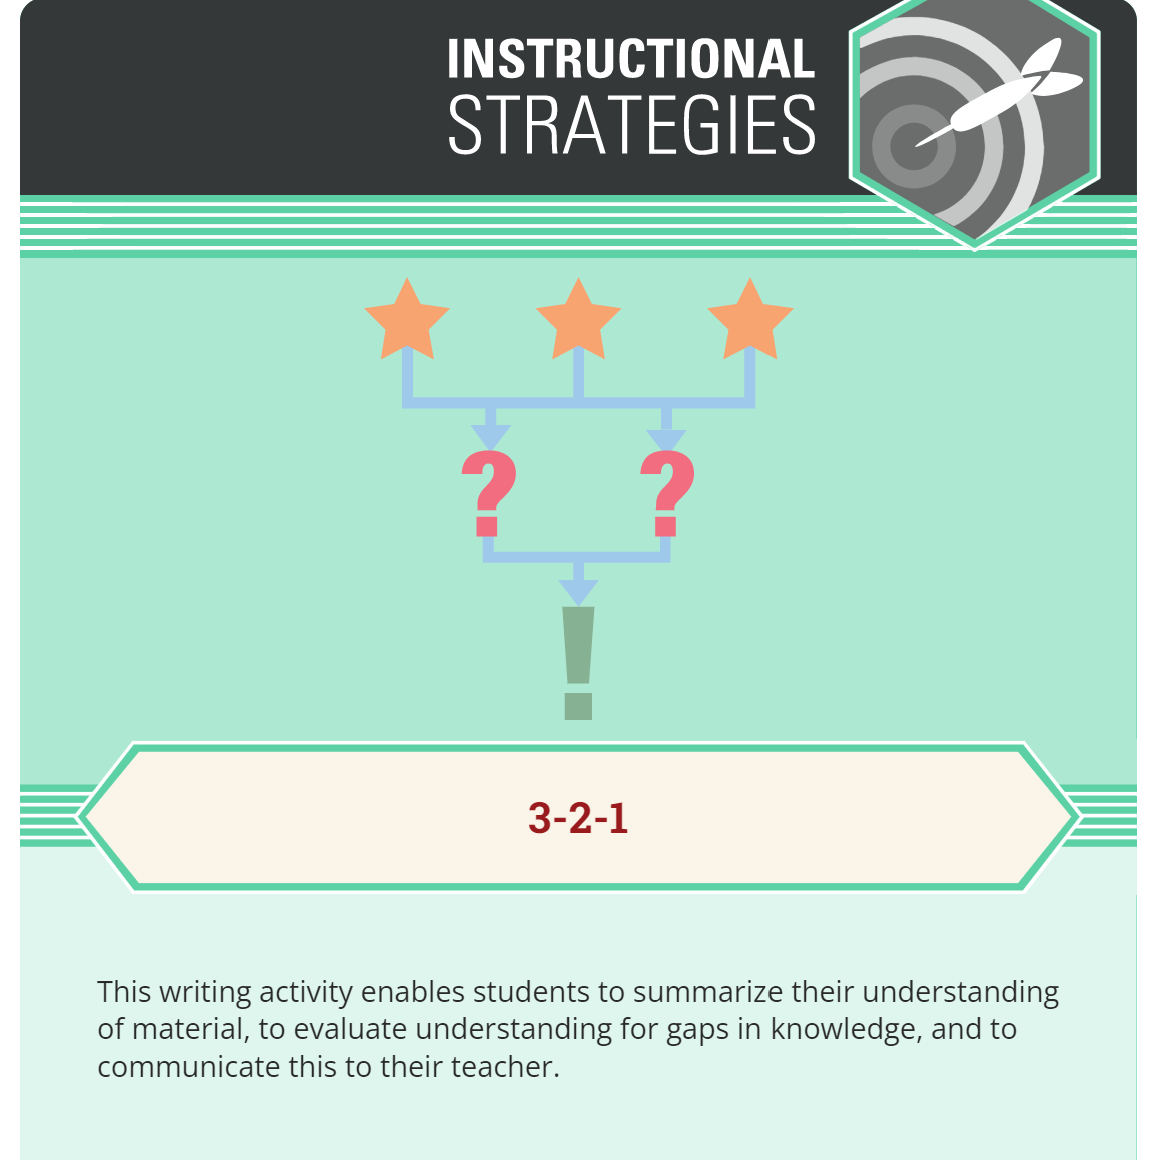 INSTRUCTIONAL
STRATEGIES
? ?
!
3-2-1
This writing activity enables students to summarize their understanding
of material, to evaluate understanding for gaps in knowledge, and to
communicate this to their teacher.